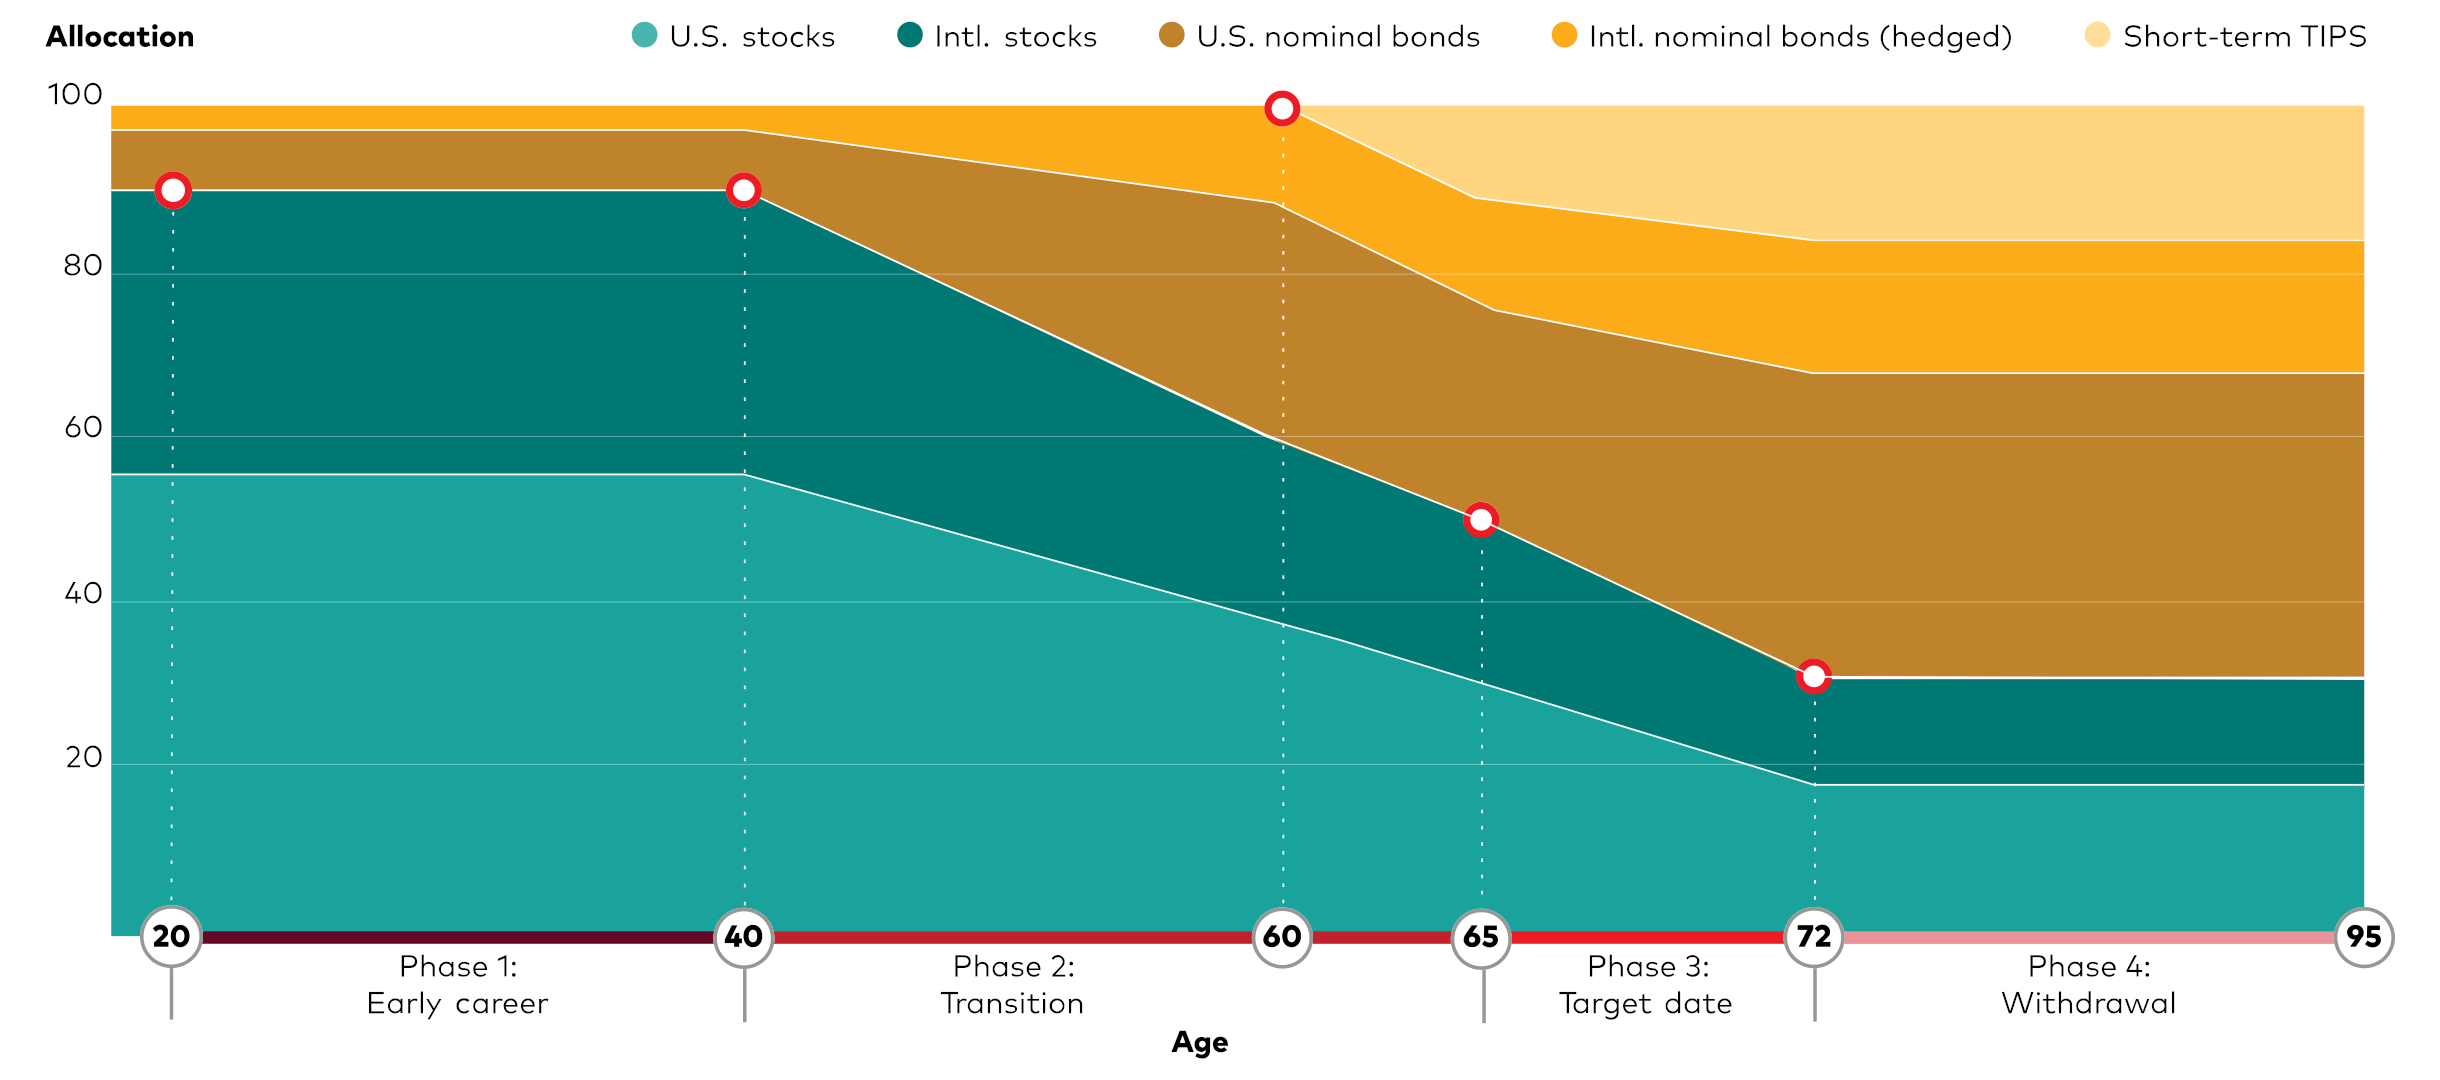 Allocation
U.S. stocks
Intl. stocks
U.S. nominal bonds
Intl. nominal bonds (hedged)
Short-term TIPS
100
80
60
40
20
20
40
60
65
72
95
Phase 1:
Early career
Phase 2:
Transition
Phase 3:
Target date
Phase 4:
Withdrawal
Age